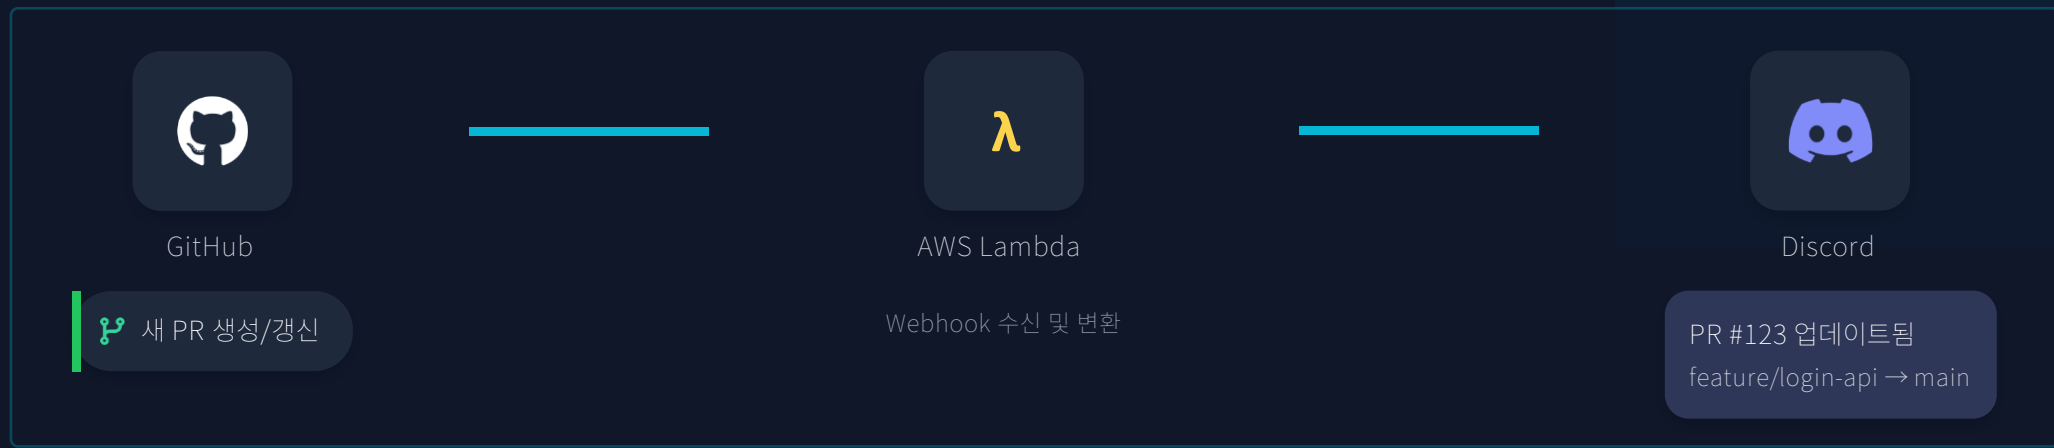 λ
GitHub
AWS Lambda
Discord
새 PR 생성/갱신
Webhook 수신 및 변환
PR #123 업데이트됨
feature/login-api → main